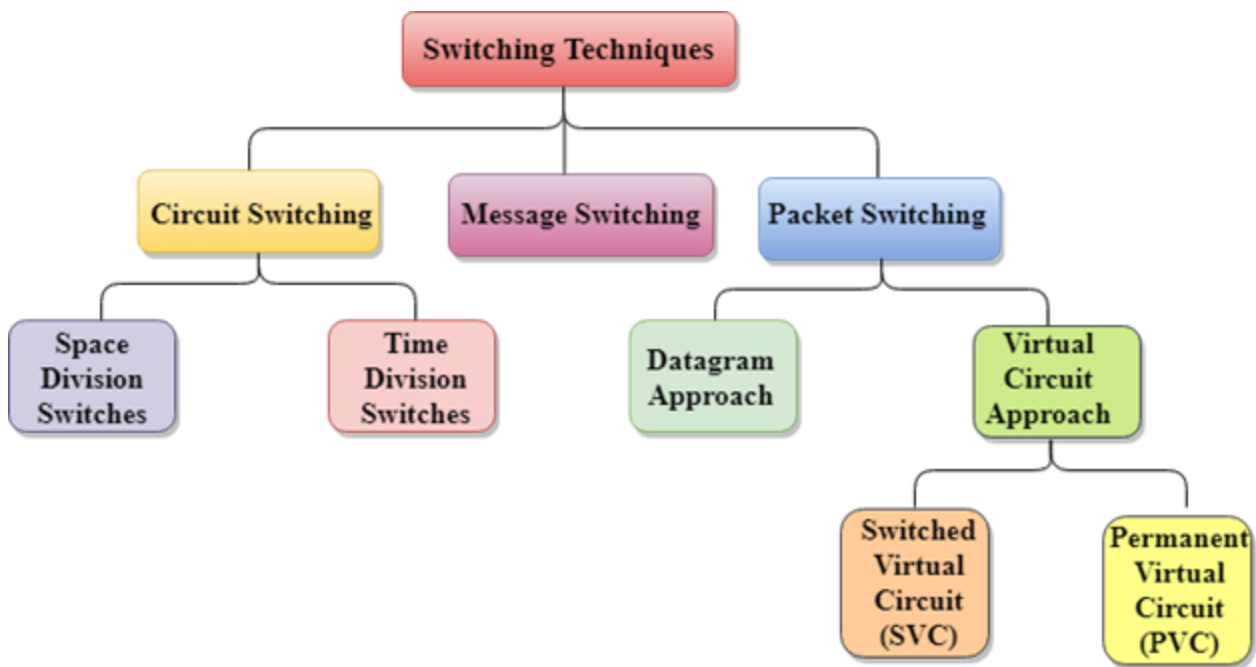 Switching Techniques
Circuit Switching
Message Switching
Packet Switching
Space
Division
Switches
Time
Division
Switches
Datagram
Approach
Virtual
Circuit
Approach
Switched
Virtual
Circuit
(SVC)
Permanent
Virtual
Circuit
(PVC)